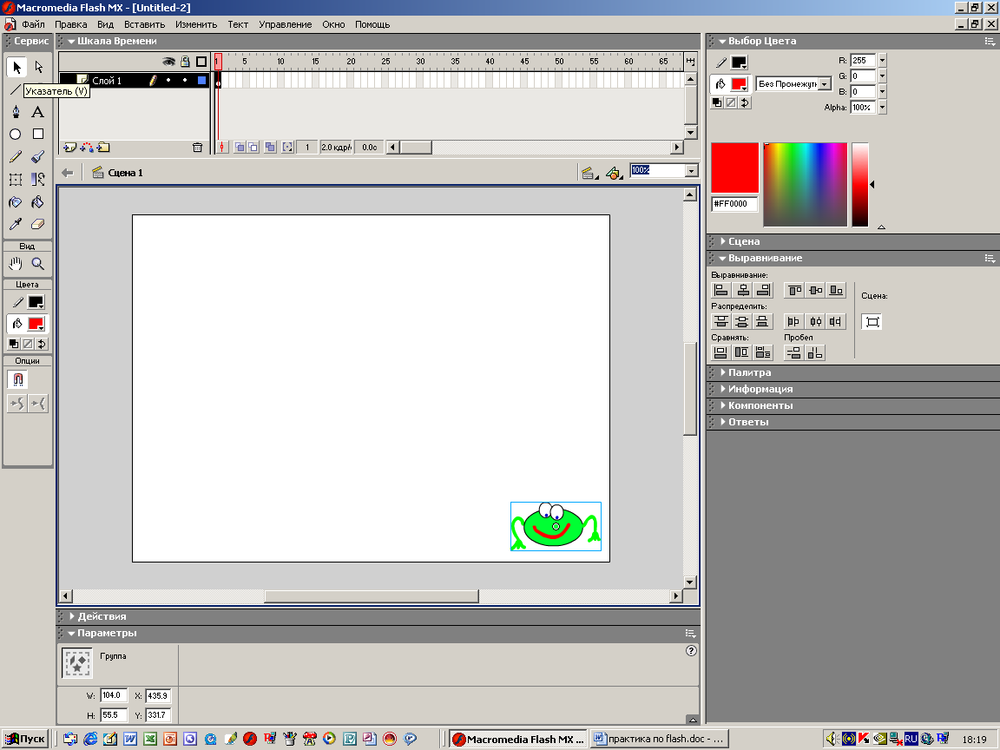 Macromedia Flash MX - [Untitled-2]
Файл Правка Вид Вставить Изменить Тект Управление Окно Помощь
Сервис
Шкала Времени
1 5 10 15 20 25 30 35 40 45 50 55 60 65
Слой 1
Указатель (V)
1 2.0 кдр/ 0.0с
Сцена 1
100%
Вид
Цвета
Опции
Выбор Цвета
R: 255
Без Промежутк G: 0
B: 0
Alpha: 100%
#FF0000
Сцена
Выравнивание
Выравнивание:
Сцена:
Распределить:
Сравнять: Пробел
Палитра
Информация
Компоненты
Ответы
Действия
Параметры
Группа
?
W: 104.0 X: 435.9
H: 55.5 Y: 331.7
Пуск
Macromedia Flash MX ...
практика по flash.doc - ...
RU
18:19